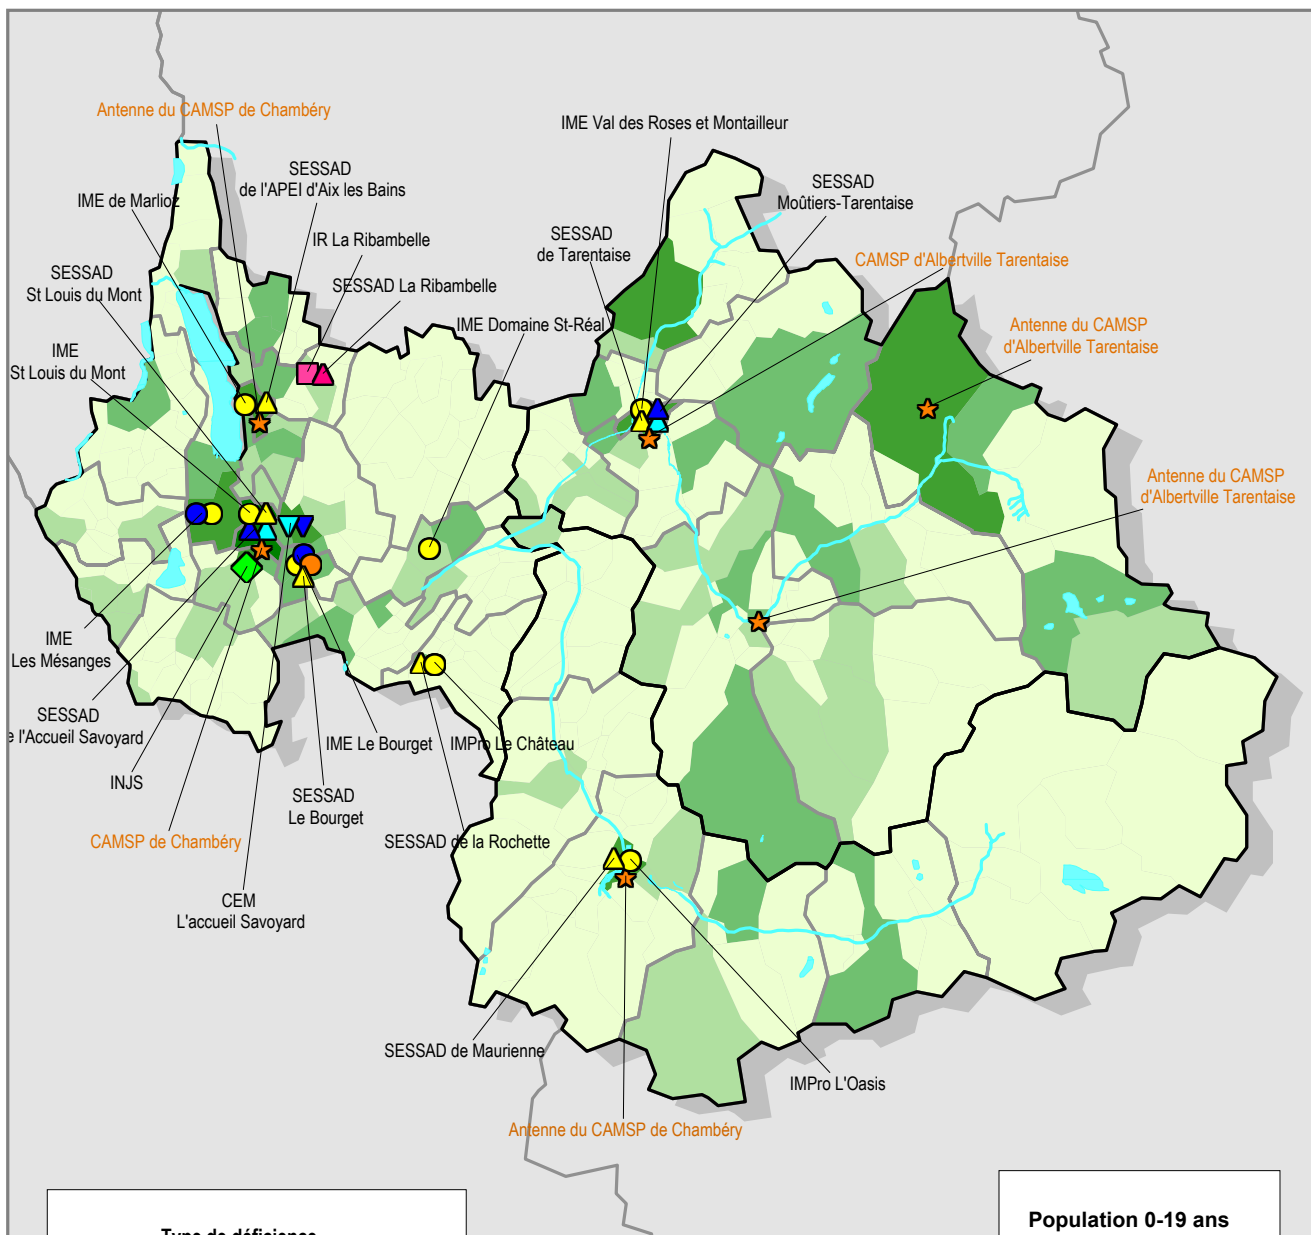 Antenne du CAMSP de Chambéry
IME Val des Roses et Montailleur
SESSAD
de l'APEI d'Aix les Bains
SESSAD
Moûtiers-Tarentaise
IME de Marlioz
IR La Ribambelle
SESSAD
de Tarentaise
CAMSP d'Albertville Tarentaise
SESSAD
St Louis du Mont
SESSAD La Ribambelle
IME Domaine St-Réal
Antenne du CAMSP
d'Albertville Tarentaise
IME
St Louis du Mont
Antenne du CAMSP
d'Albertville Tarentaise
IME
Les Mésanges
SESSAD
e l'Accueil Savoyard
IME Le Bourget
IMPro Le Château
INJS
SESSAD
Le Bourget
CAMSP de Chambéry
SESSAD de la Rochette
CEM
L'accueil Savoyard
SESSAD de Maurienne
IMPro L'Oasis
Antenne du CAMSP de Chambéry
Population 0-19 ans
Type de déficience